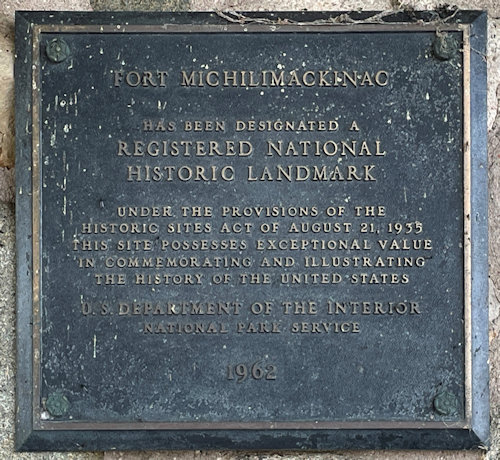 FORT MICHILIMACKINAC
HAS BEEN DESIGNATED A
REGISTERED NATIONAL
HISTORIC LANDMARK
UNDER THE PROVISIONS OF THE
HISTORIC SITES ACT OF AUGUST 21, 1935
THIS SITE POSSESSES EXCEPTIONAL VALUE
IN COMMEMORATING AND ILLUSTRATING
THE HISTORY OF THE UNITED STATES
U.S. DEPARTMENT OF THE INTERIOR
NATIONAL PARK SERVICE
1962